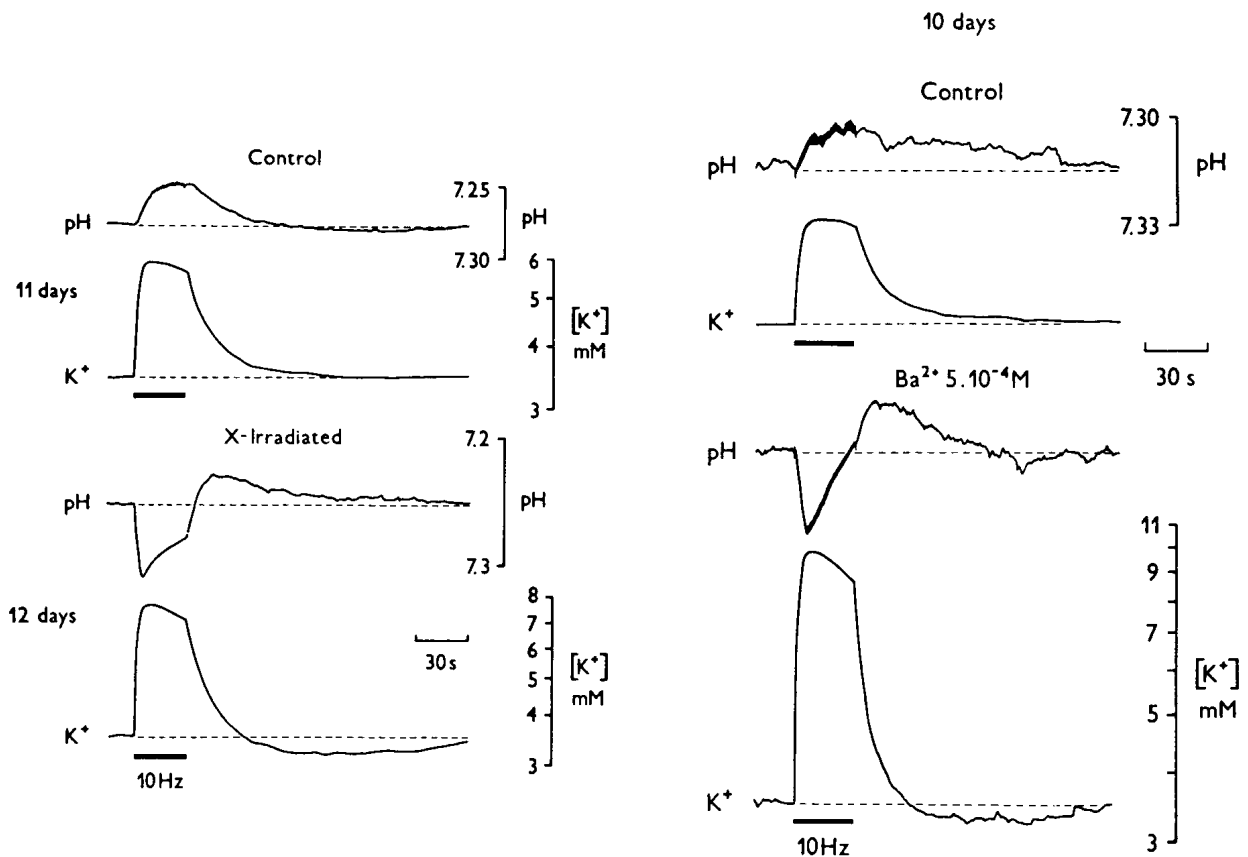 Control
pH
7.25
7.30
pH
11 days
K⁺
6
5
4
3
[K⁺]
mM
X-Irradiated
pH
7.2
7.3
pH
12 days
K⁺
8
7
6
5
4
3
[K⁺]
mM
30s
10Hz
10 days
Control
pH
7.30
7.33
pH
K⁺
30 s
Ba²⁺ 5.10⁻⁴M
pH
K⁺
11
9
7
5
3
[K⁺]
mM
10Hz